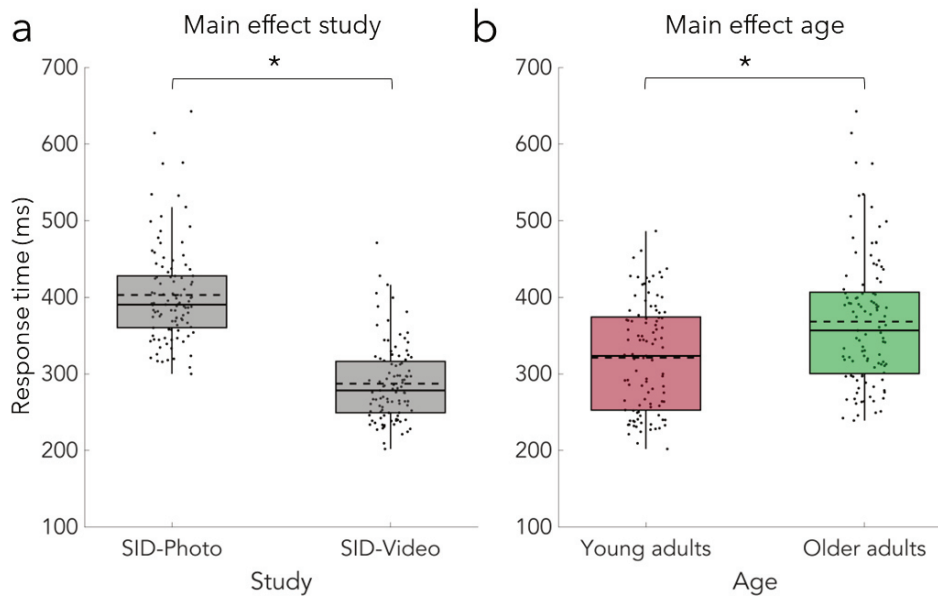 a
Main effect study
*
Response time (ms)
700
600
500
400
300
200
100
SID-Photo
SID-Video
Study
b
Main effect age
*
700
600
500
400
300
200
100
Young adults
Older adults
Age